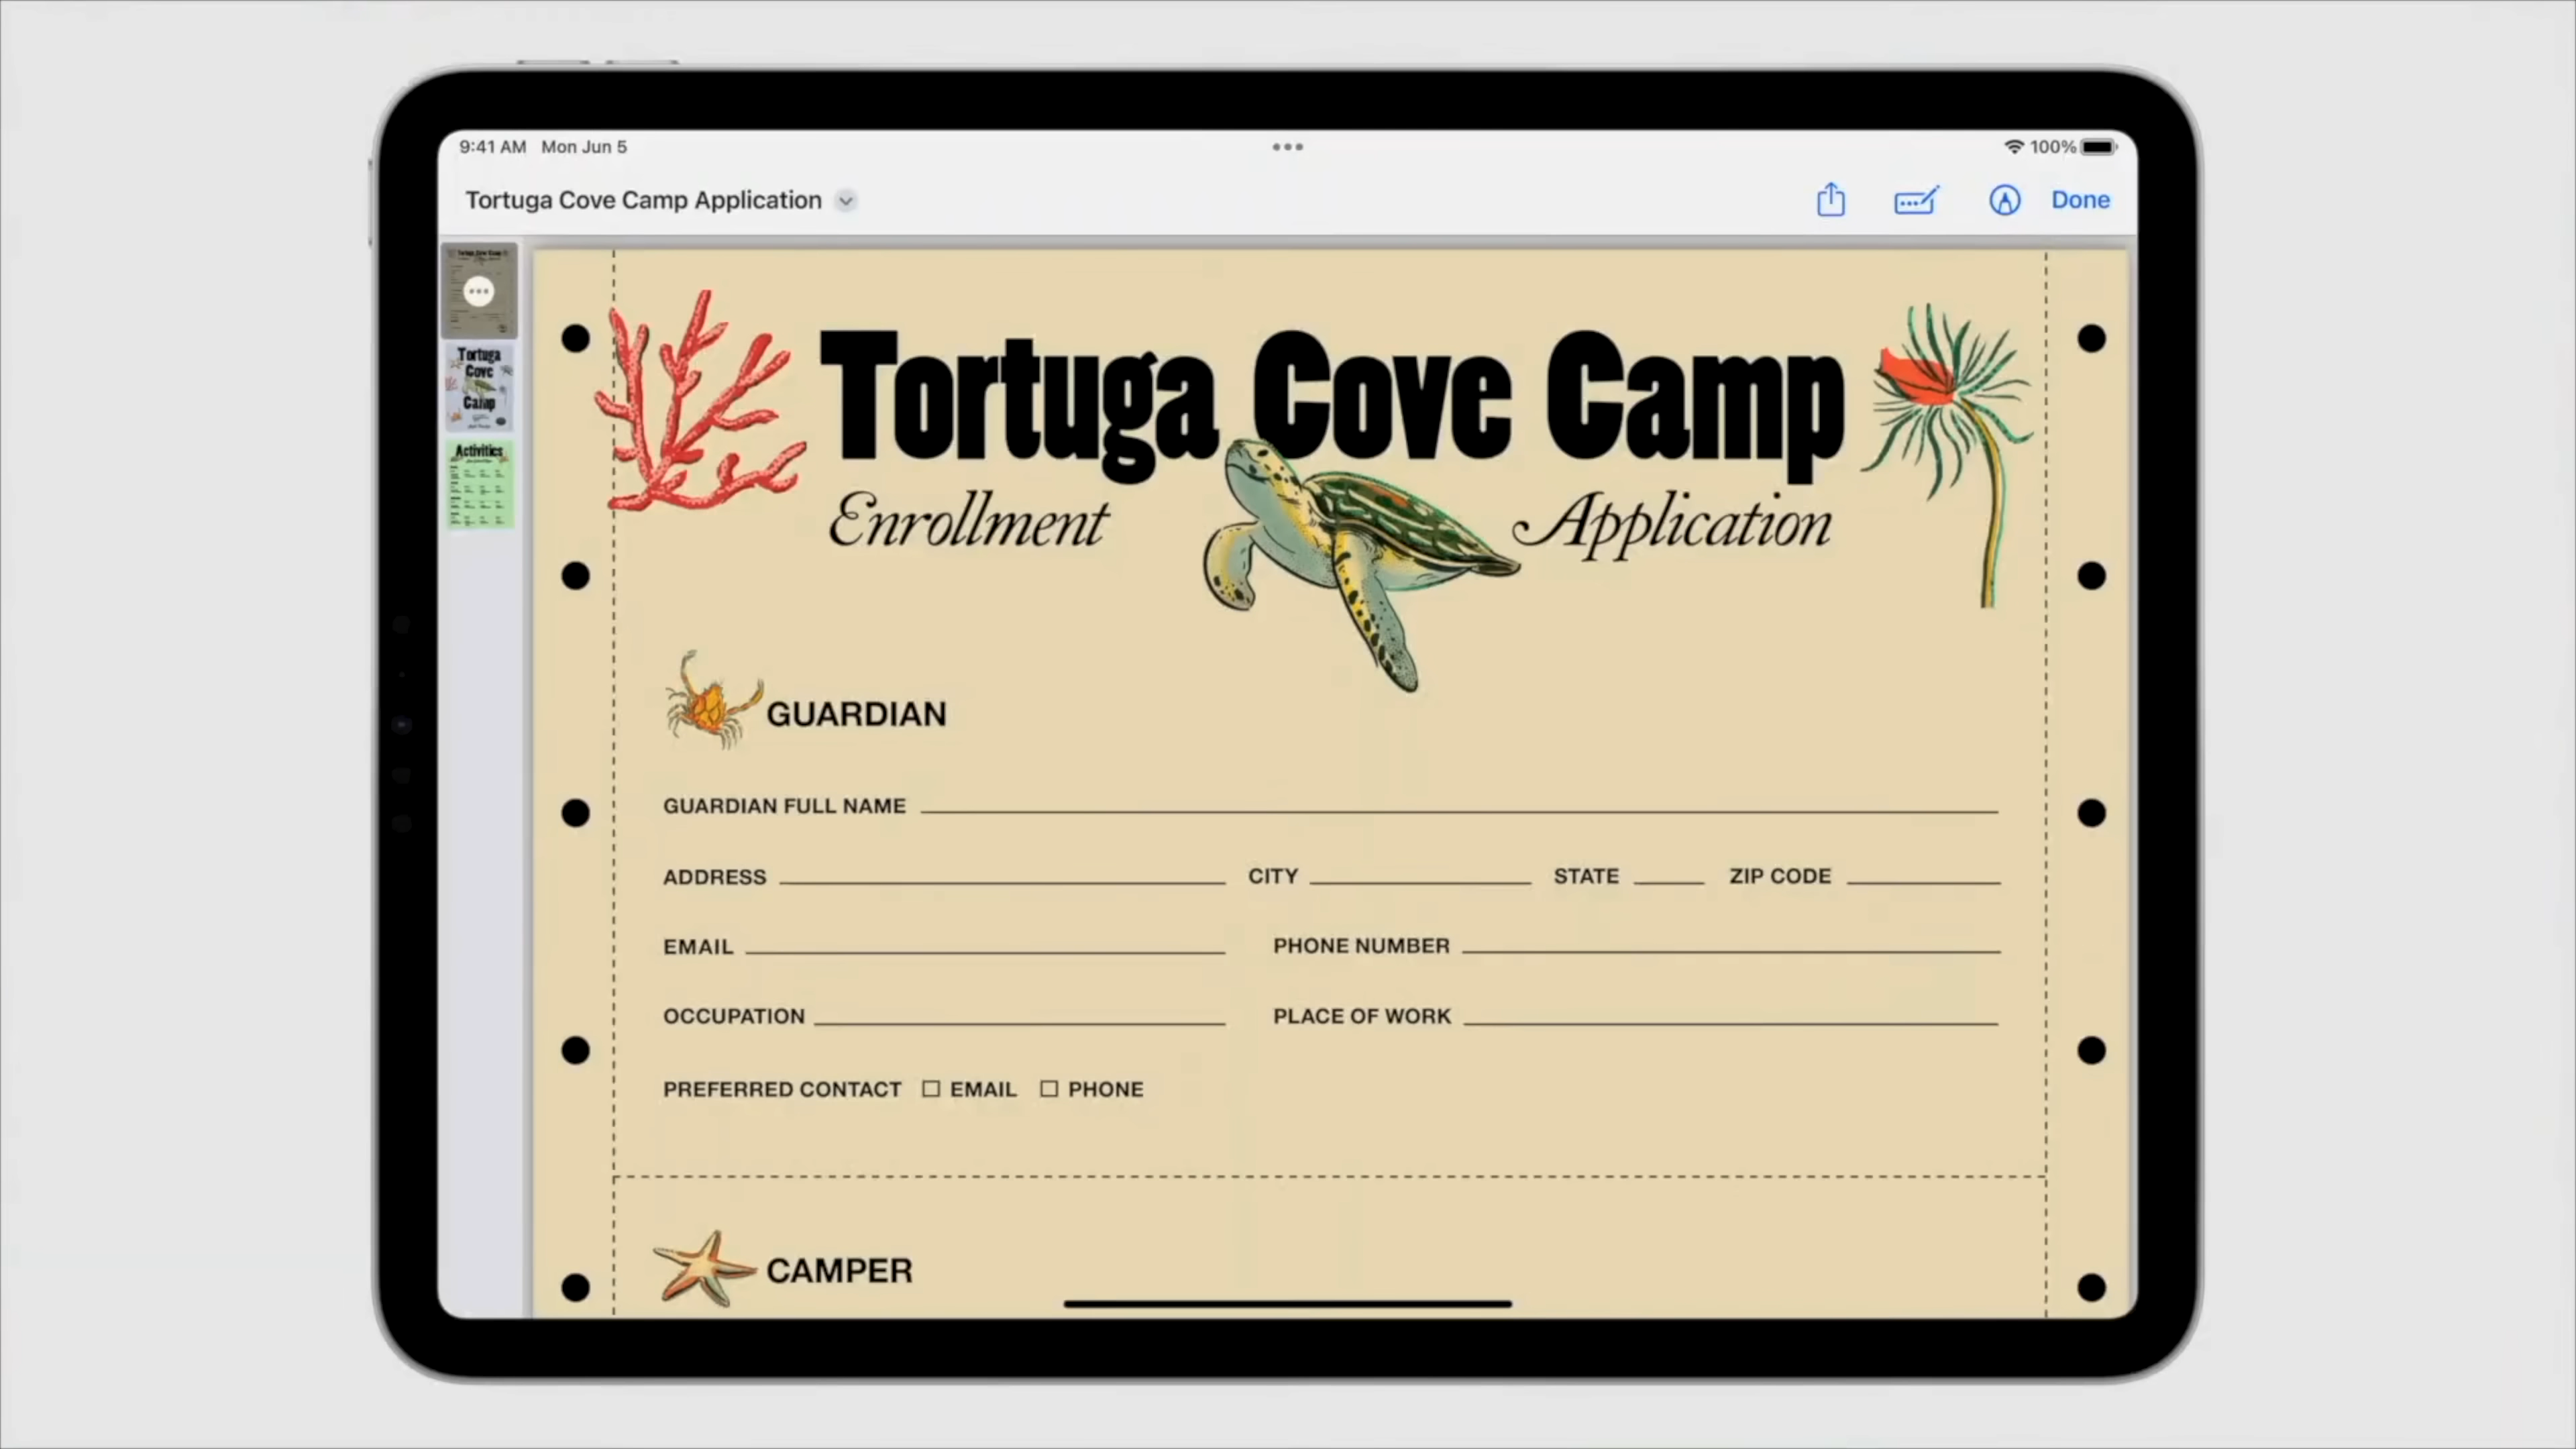 9:41 AM Mon Jun 5
100%
Tortuga Cove Camp Application
Done
Tortuga
Cove
Camp
Activities
Tortuga Cove Camp
Enrollment Application
GUARDIAN
GUARDIAN FULL NAME
ADDRESS CITY STATE ZIP CODE
EMAIL PHONE NUMBER
OCCUPATION PLACE OF WORK
PREFERRED CONTACT ☐ EMAIL ☐ PHONE
CAMPER